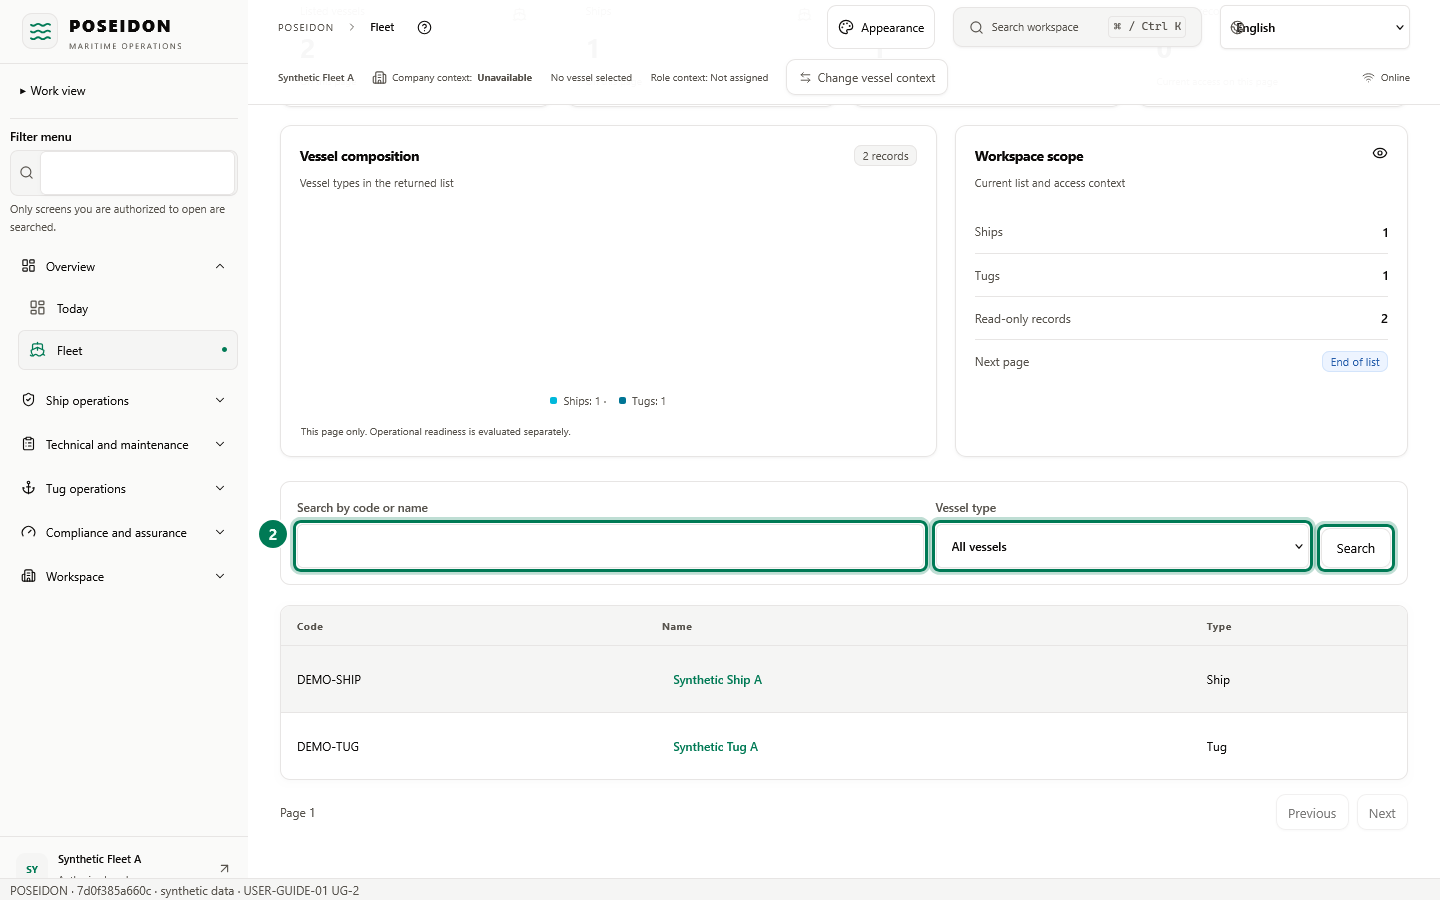 POSEIDON
MARITIME OPERATIONS
Work view
Filter menu
Only screens you are authorized to open are
searched.
Overview
Today
Fleet
Ship operations
Technical and maintenance
Tug operations
Compliance and assurance
Workspace
SY
Synthetic Fleet A
POSEIDON > Fleet
Appearance
Search workspace
⌘ / Ctrl K
English
Synthetic Fleet A
Company context: Unavailable
No vessel selected
Role context: Not assigned
Change vessel context
Online
Vessel composition
2 records
Vessel types in the returned list
Ships: 1 ·
Tugs: 1
This page only. Operational readiness is evaluated separately.
Workspace scope
Current list and access context
Ships 1
Tugs 1
Read-only records 2
Next page End of list
2
Search by code or name
Vessel type
All vessels
Search
Code Name Type
DEMO-SHIP Synthetic Ship A Ship
DEMO-TUG Synthetic Tug A Tug
Page 1
Previous
Next
POSEIDON · 7d0f385a660c · synthetic data · USER-GUIDE-01 UG-2